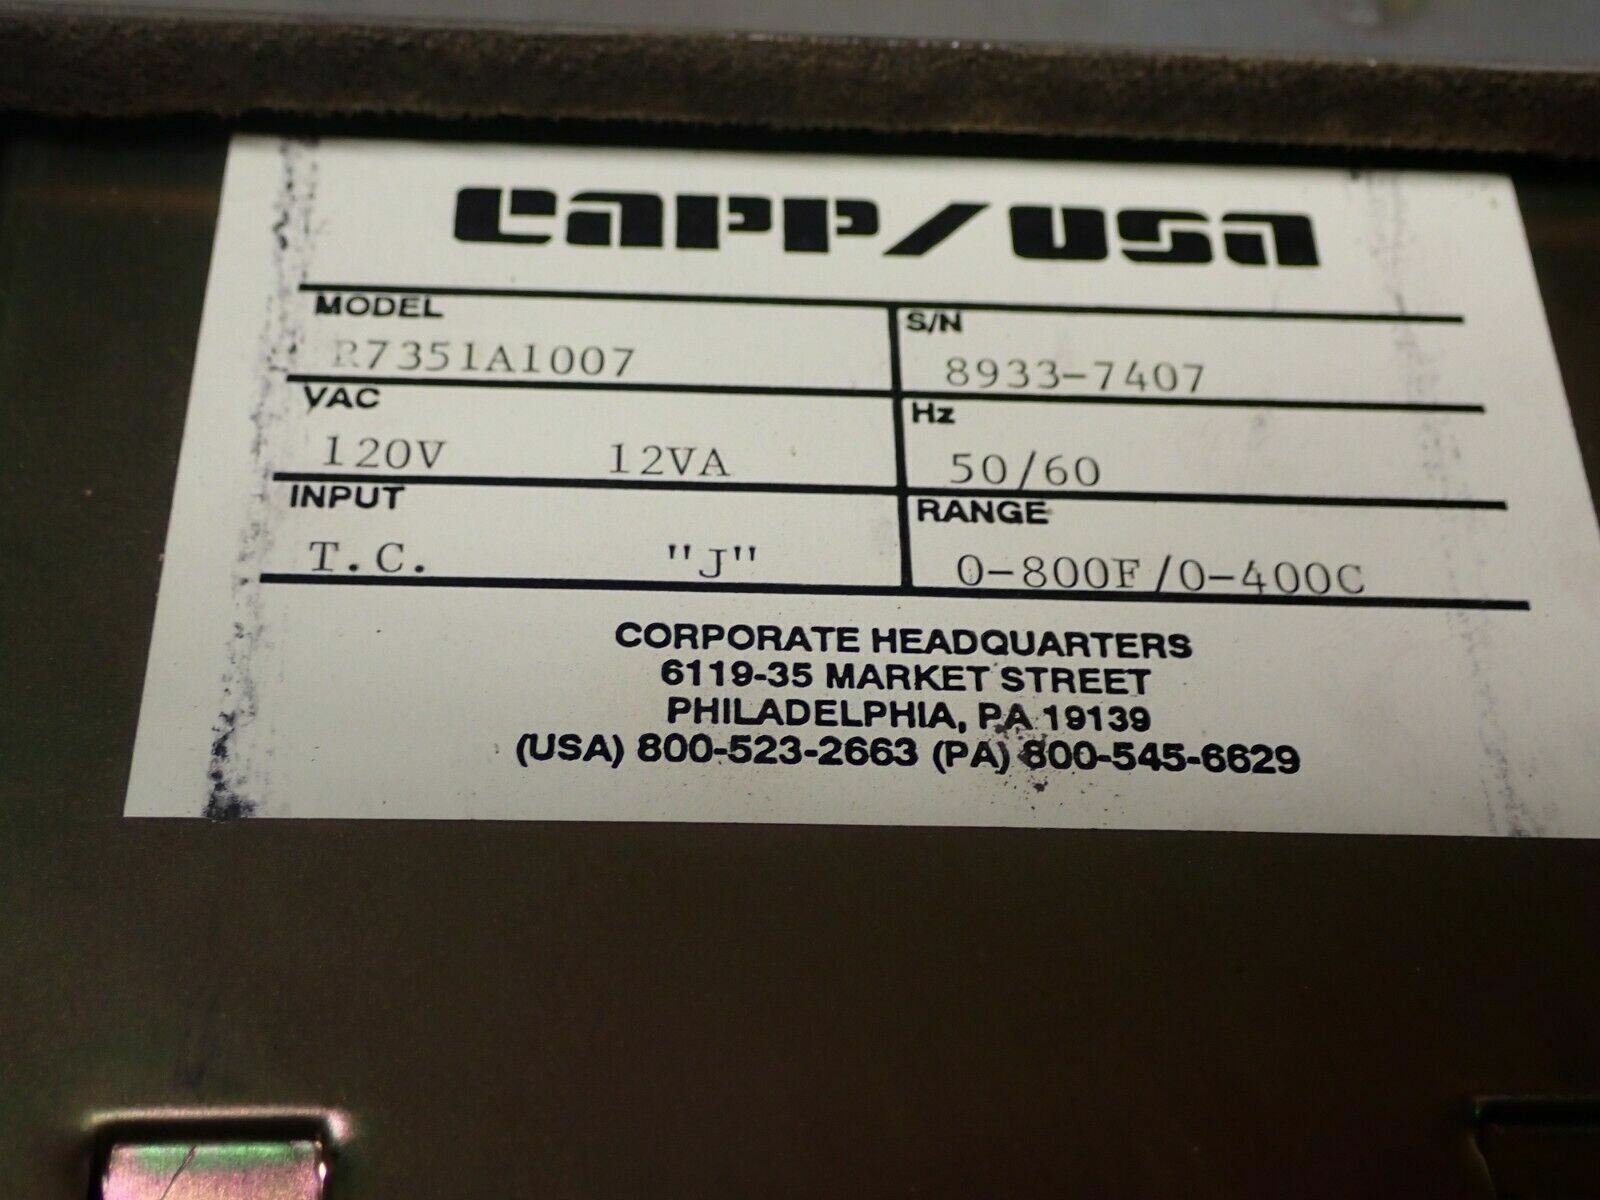 CAPP/USA
MODEL S/N
R7351A1007 8933-7407
VAC Hz
120V 12VA 50/60
INPUT RANGE
T.C. "J" 0-800F/0-400C
CORPORATE HEADQUARTERS
6119-35 MARKET STREET
PHILADELPHIA, PA 19139
(USA) 800-523-2663 (PA) 800-545-6629